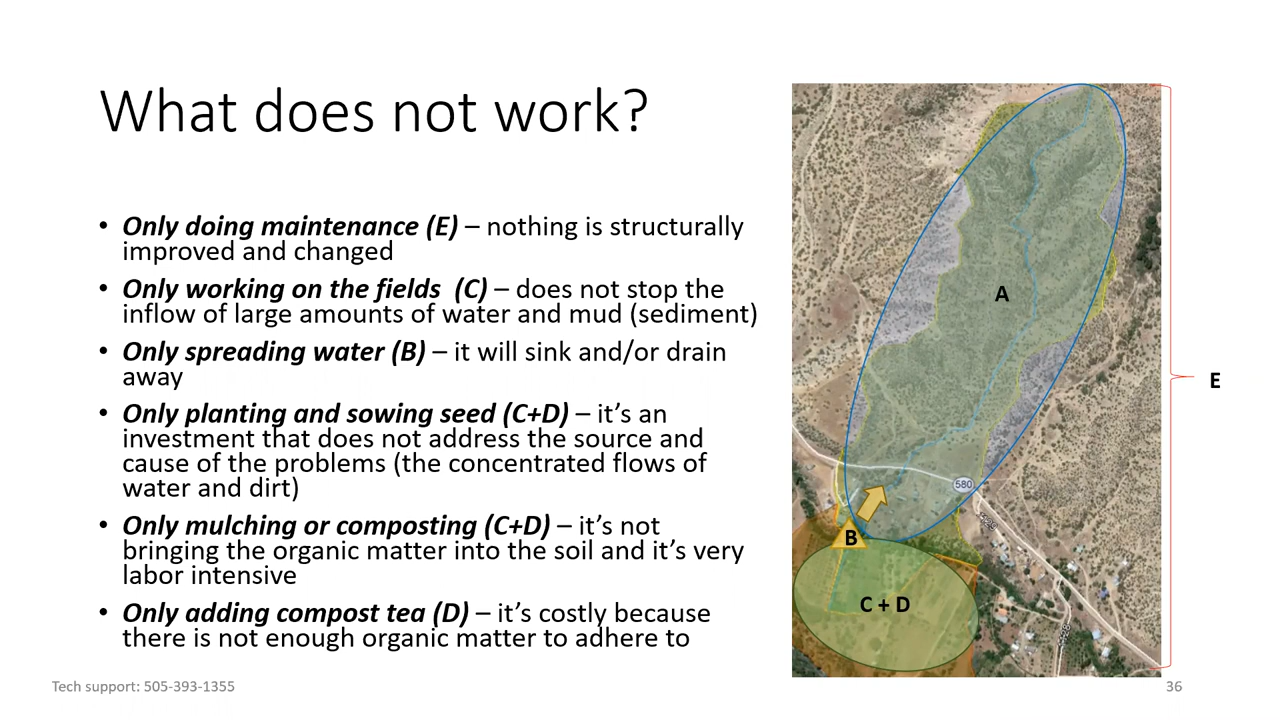 What does not work?
• Only doing maintenance (E) – nothing is structurally
improved and changed
• Only working on the fields  (C) – does not stop the
inflow of large amounts of water and mud (sediment)
• Only spreading water (B) – it will sink and/or drain
away
• Only planting and sowing seed (C+D) – it’s an
investment that does not address the source and
cause of the problems (the concentrated flows of
water and dirt)
• Only mulching or composting (C+D) – it’s not
bringing the organic matter into the soil and it’s very
labor intensive
• Only adding compost tea (D) – it’s costly because
there is not enough organic matter to adhere to
A
E
580
B
C + D
Tech support: 505-393-1355
36